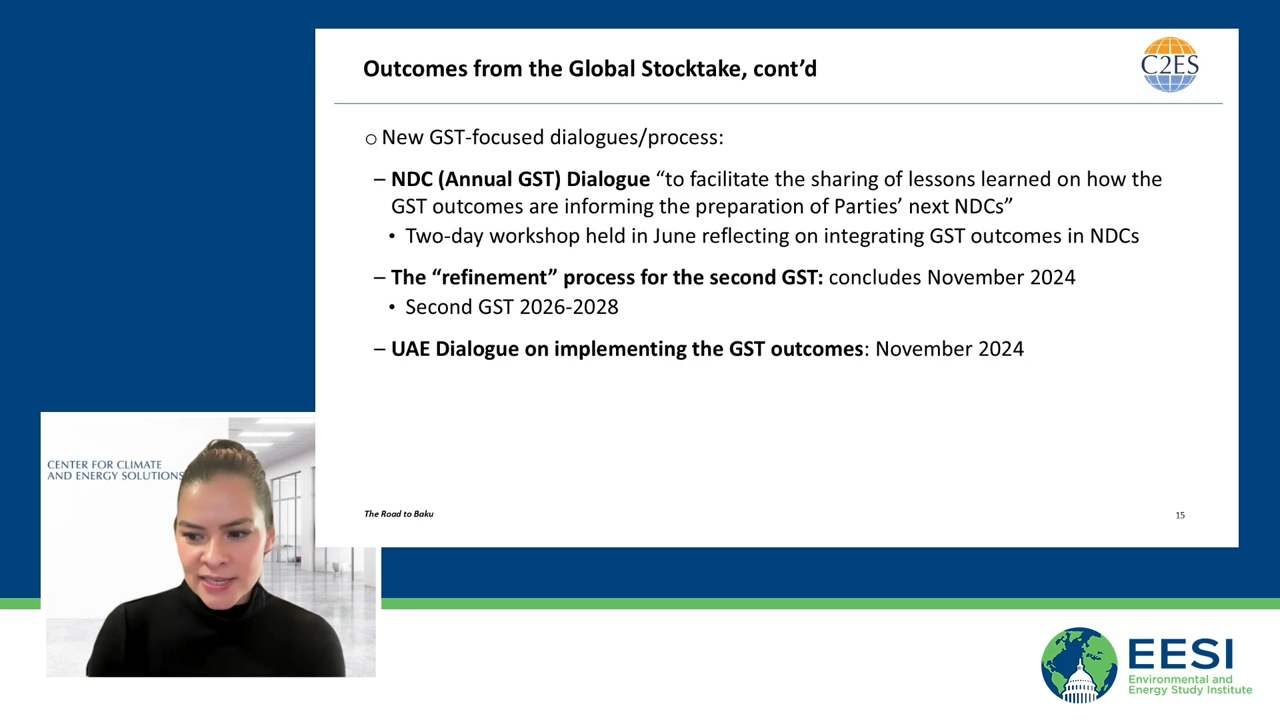 Outcomes from the Global Stocktake, cont’d
C2ES
o New GST-focused dialogues/process:
– NDC (Annual GST) Dialogue “to facilitate the sharing of lessons learned on how the
GST outcomes are informing the preparation of Parties’ next NDCs”
• Two-day workshop held in June reflecting on integrating GST outcomes in NDCs
– The “refinement” process for the second GST: concludes November 2024
• Second GST 2026-2028
– UAE Dialogue on implementing the GST outcomes: November 2024
The Road to Baku
15
CENTER FOR CLIMATE
AND ENERGY SOLUTIONS
EESI
Environmental and
Energy Study Institute